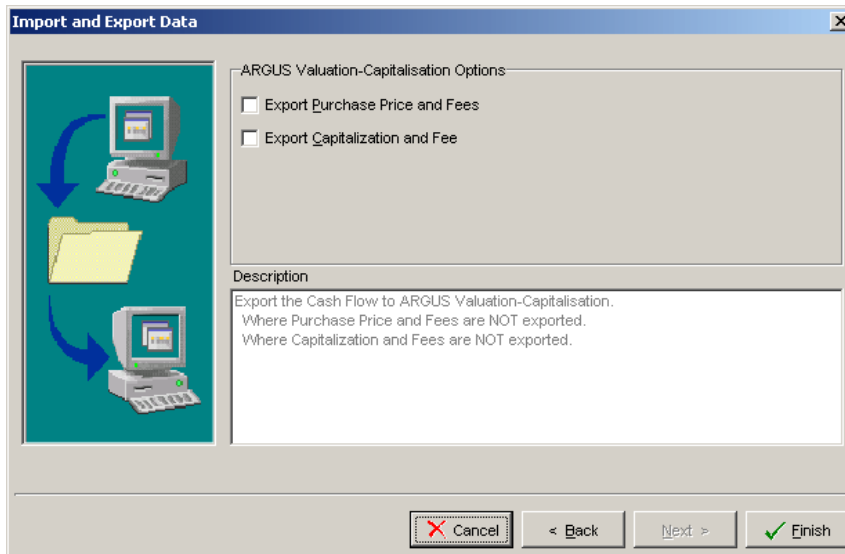 Import and Export Data
ARGUS Valuation-Capitalisation Options
Export Purchase Price and Fees
Export Capitalization and Fee
Description
Export the Cash Flow to ARGUS Valuation-Capitalisation.
Where Purchase Price and Fees are NOT exported.
Where Capitalization and Fees are NOT exported.
Cancel
< Back
Next >
Finish